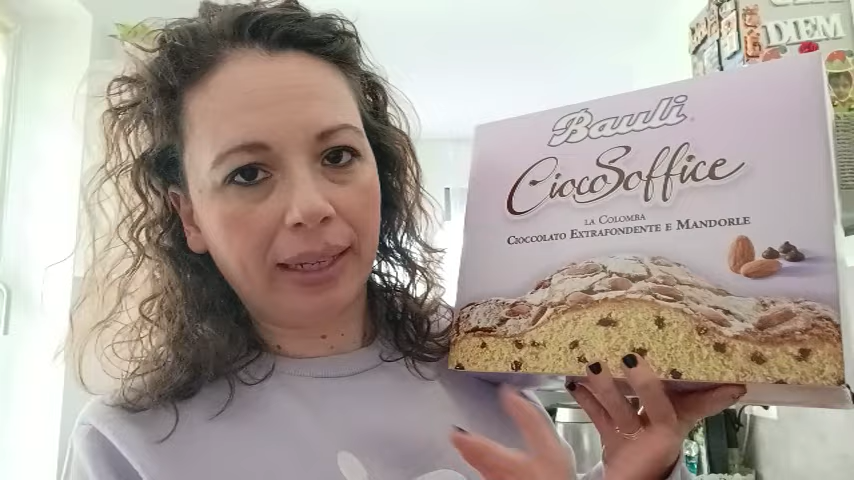 DIEM
Bauli
CiocoSoffice
LA COLOMBA
CIOCCOLATO EXTRAFONDENTE E MANDORLE